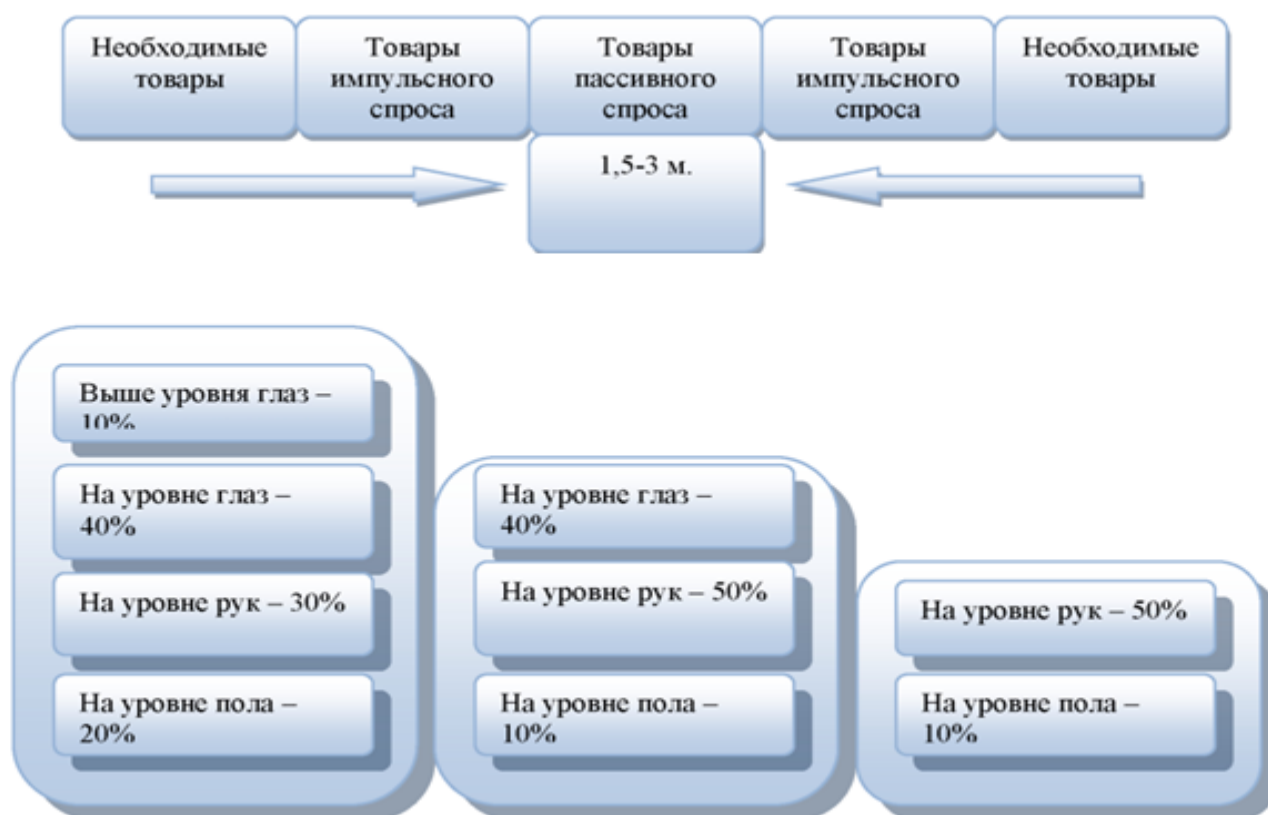 Необходимые
товары
Товары
импульсного
спроса
Товары
пассивного
спроса
Товары
импульсного
спроса
Необходимые
товары
1,5-3 м.
Выше уровня глаз –
10%
На уровне глаз –
40%
На уровне рук – 30%
На уровне пола –
20%
На уровне глаз –
40%
На уровне рук – 50%
На уровне пола –
10%
На уровне рук – 50%
На уровне пола –
10%